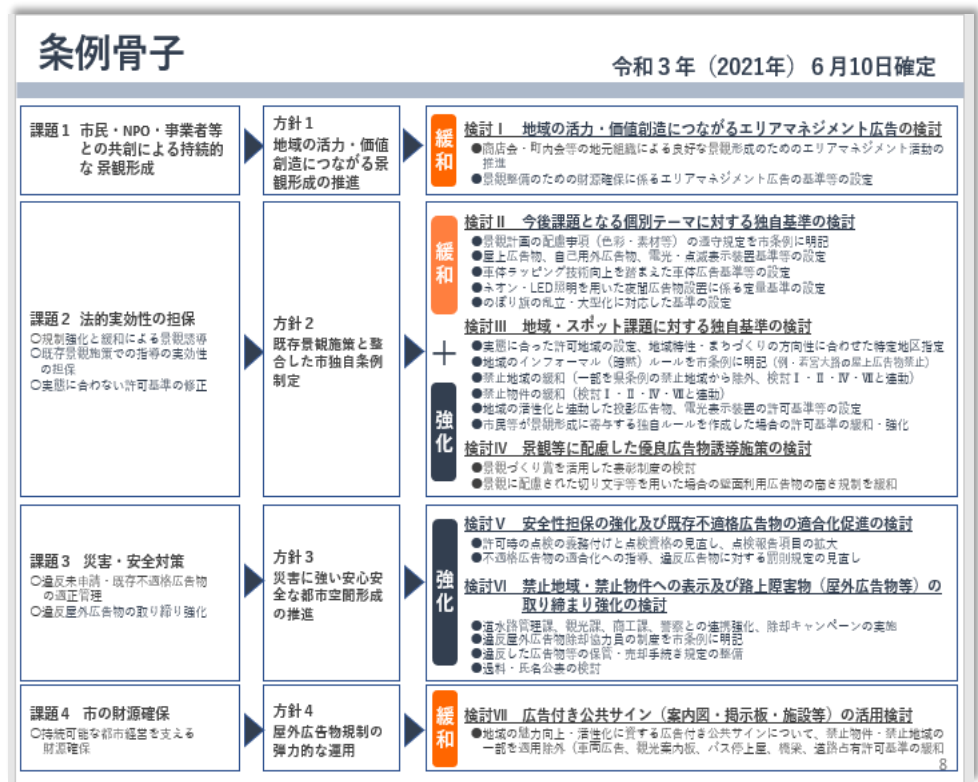 条例骨子
令和３年（2021年）６月10日確定
課題１ 市民・NPO・事業者等
との共創による持続的
な 景観形成
方針１
地域の活力・価値
創造につながる景
観形成の推進
緩和
検討Ⅰ 地域の活力・価値創造につながるエリアマネジメント広告の検討
●商店会・町内会等の地元組織による良好な景観形成のためのエリアマネジメント活動の
推進
●景観整備のための財源確保に係るエリアマネジメント広告の基準等の設定
課題２ 法的実効性の担保
○規制強化と緩和による景観誘導
○既存景観施策での指導の実効性
の担保
○実態に合わない許可基準の修正
方針２
既存景観施策と整
合した市独自条例
制定
緩和
＋
強化
検討Ⅱ 今後課題となる個別テーマに対する独自基準の検討
●景観計画の配慮事項（色彩・素材等）の遵守規定を市条例に明記
●屋上広告物、自己用外広告物、電光・点滅表示装置基準等の設定
●車体ラッピング技術向上を踏まえた車体広告基準等の設定
●ネオン・LED照明を用いた夜間広告物設置に係る定量基準の設定
●のぼり旗の乱立・大型化に対応した基準の設定
検討Ⅲ 地域・スポット課題に対する独自基準の検討
●実態に合った許可地域の設定、地域特性・まちづくりの方向性に合わせた特定地区指定
●地域のインフォーマル（暗黙）ルールを市条例に明記（例・若宮大路の屋上広告物禁止）
●禁止地域の緩和（一部を県条例の禁止地域から除外、検討Ⅰ・Ⅱ・Ⅳ・Ⅶと連動）
●禁止物件の緩和（検討Ⅰ・Ⅱ・Ⅳ・Ⅶと連動）
●地域の活性化と連動した投影広告物、電光表示装置の許可基準等の設定
●市民等が景観形成に寄与する独自ルールを作成した場合の許可基準の緩和・強化
検討Ⅳ 景観等に配慮した優良広告物誘導施策の検討
●景観づくり賞を活用した表彰制度の検討
●景観に配慮された切り文字等を用いた場合の壁面利用広告物の高さ規制を緩和
課題３ 災害・安全対策
○違反未申請・既存不適格広告物
の適正管理
○違反屋外広告物の取り締り強化
方針３
災害に強い安心安
全な都市空間形成
の推進
強化
検討Ⅴ 安全性担保の強化及び既存不適格広告物の適合化促進の検討
●許可時の点検の義務付けと点検資格の見直し、点検報告項目の拡大
●不適格広告物の適合化への指導、違反広告物に対する罰則規定の見直し
検討Ⅵ 禁止地域・禁止物件への表示及び路上障害物（屋外広告物等）の
取り締まり強化の検討
●道水路管理課、観光課、商工課、警察との連携強化、除却キャンペーンの実施
●違反屋外広告物除却協力員の制度を市条例に明記
●違反した広告物等の保管・売却手続き規定の整備
●過料・氏名公表の検討
課題４ 市の財源確保
○持続可能な都市経営を支える
財源確保
方針４
屋外広告物規制の
弾力的な運用
緩和
検討Ⅶ 広告付き公共サイン（案内図・掲示板・施設等）の活用検討
●地域の魅力向上・活性化に資する広告付き公共サインについて、禁止物件・禁止地域の
一部を適用除外（車両広告、観光案内板、バス停上屋、橋梁、道路占有許可基準の緩和
8